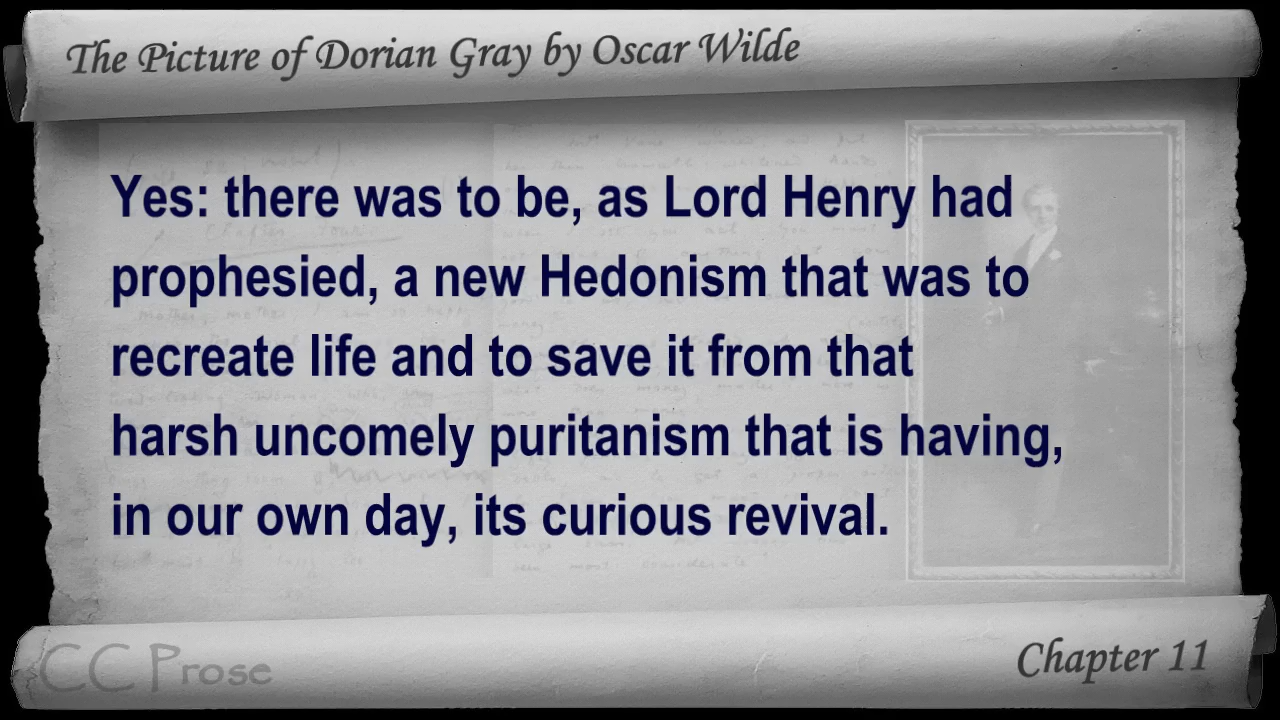 The Picture of Dorian Gray by Oscar Wilde
Yes: there was to be, as Lord Henry had
prophesied, a new Hedonism that was to
recreate life and to save it from that
harsh uncomely puritanism that is having,
in our own day, its curious revival.
CC Prose
Chapter 11